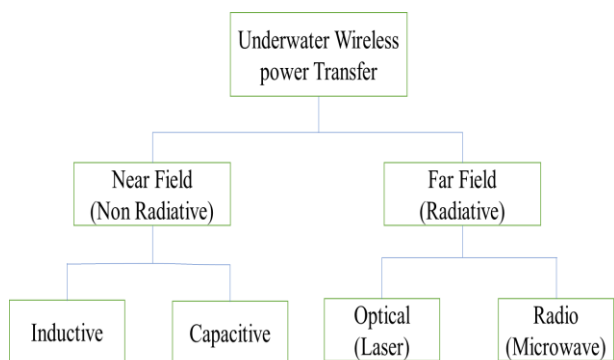 Underwater Wireless
power Transfer
Near Field
(Non Radiative)
Far Field
(Radiative)
Inductive
Capacitive
Optical
(Laser)
Radio
(Microwave)